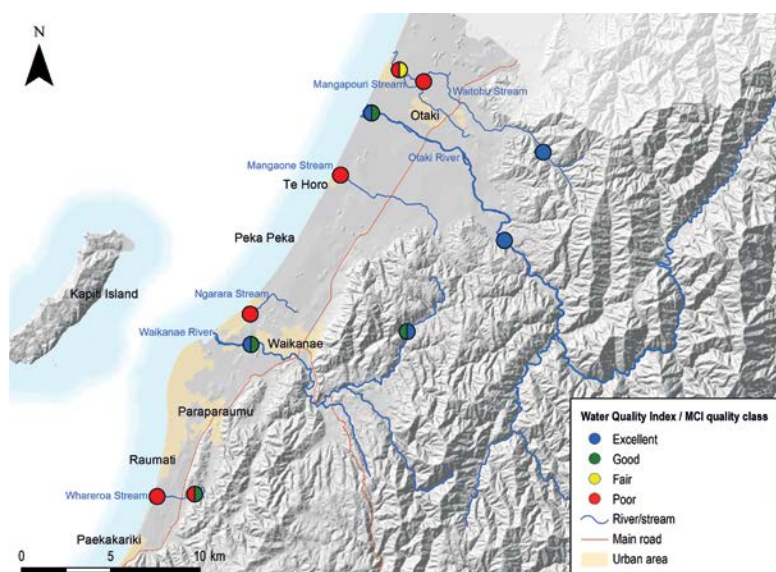 N
Mangapouri Stream
Waitohu Stream
Otaki
Otaki River
Mangaone Stream
Te Horo
Peka Peka
Kapiti Island
Ngarara Stream
Waikanae River
Waikanae
Paraparaumu
Raumati
Whareroa Stream
Paekakariki
0 5 10 km
Water Quality Index / MCI quality class
Excellent
Good
Fair
Poor
River/stream
Main road
Urban area